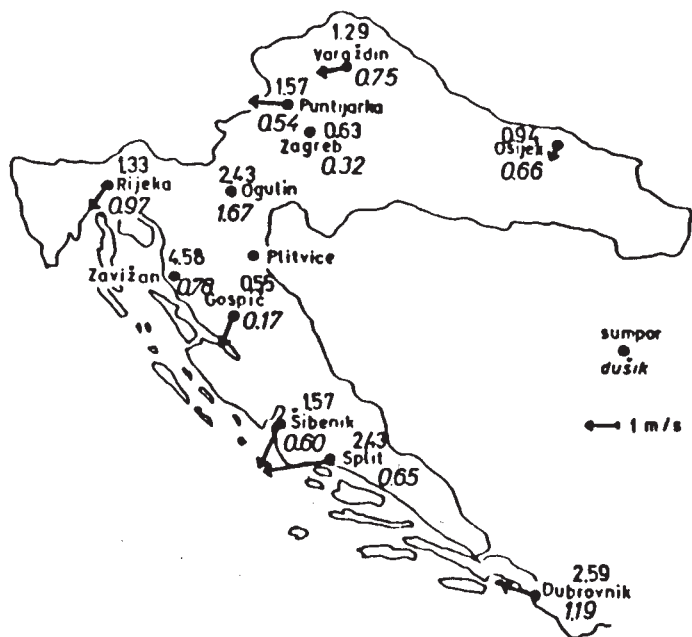 1.29
Varaždin
0.75
1.57
Puntijarka
0.54
0.63
Zagreb
0.32
0.94
Osijek
0.66
1.33
Rijeka
0.97
2.43
Ogulin
1.67
Plitvice
4.58
Zavižan
0.78
0.55
Gospić
0.17
sumpor
dušik
1 m/s
1.57
Šibenik
0.60
2.43
Split
0.65
2.59
Dubrovnik
1.19